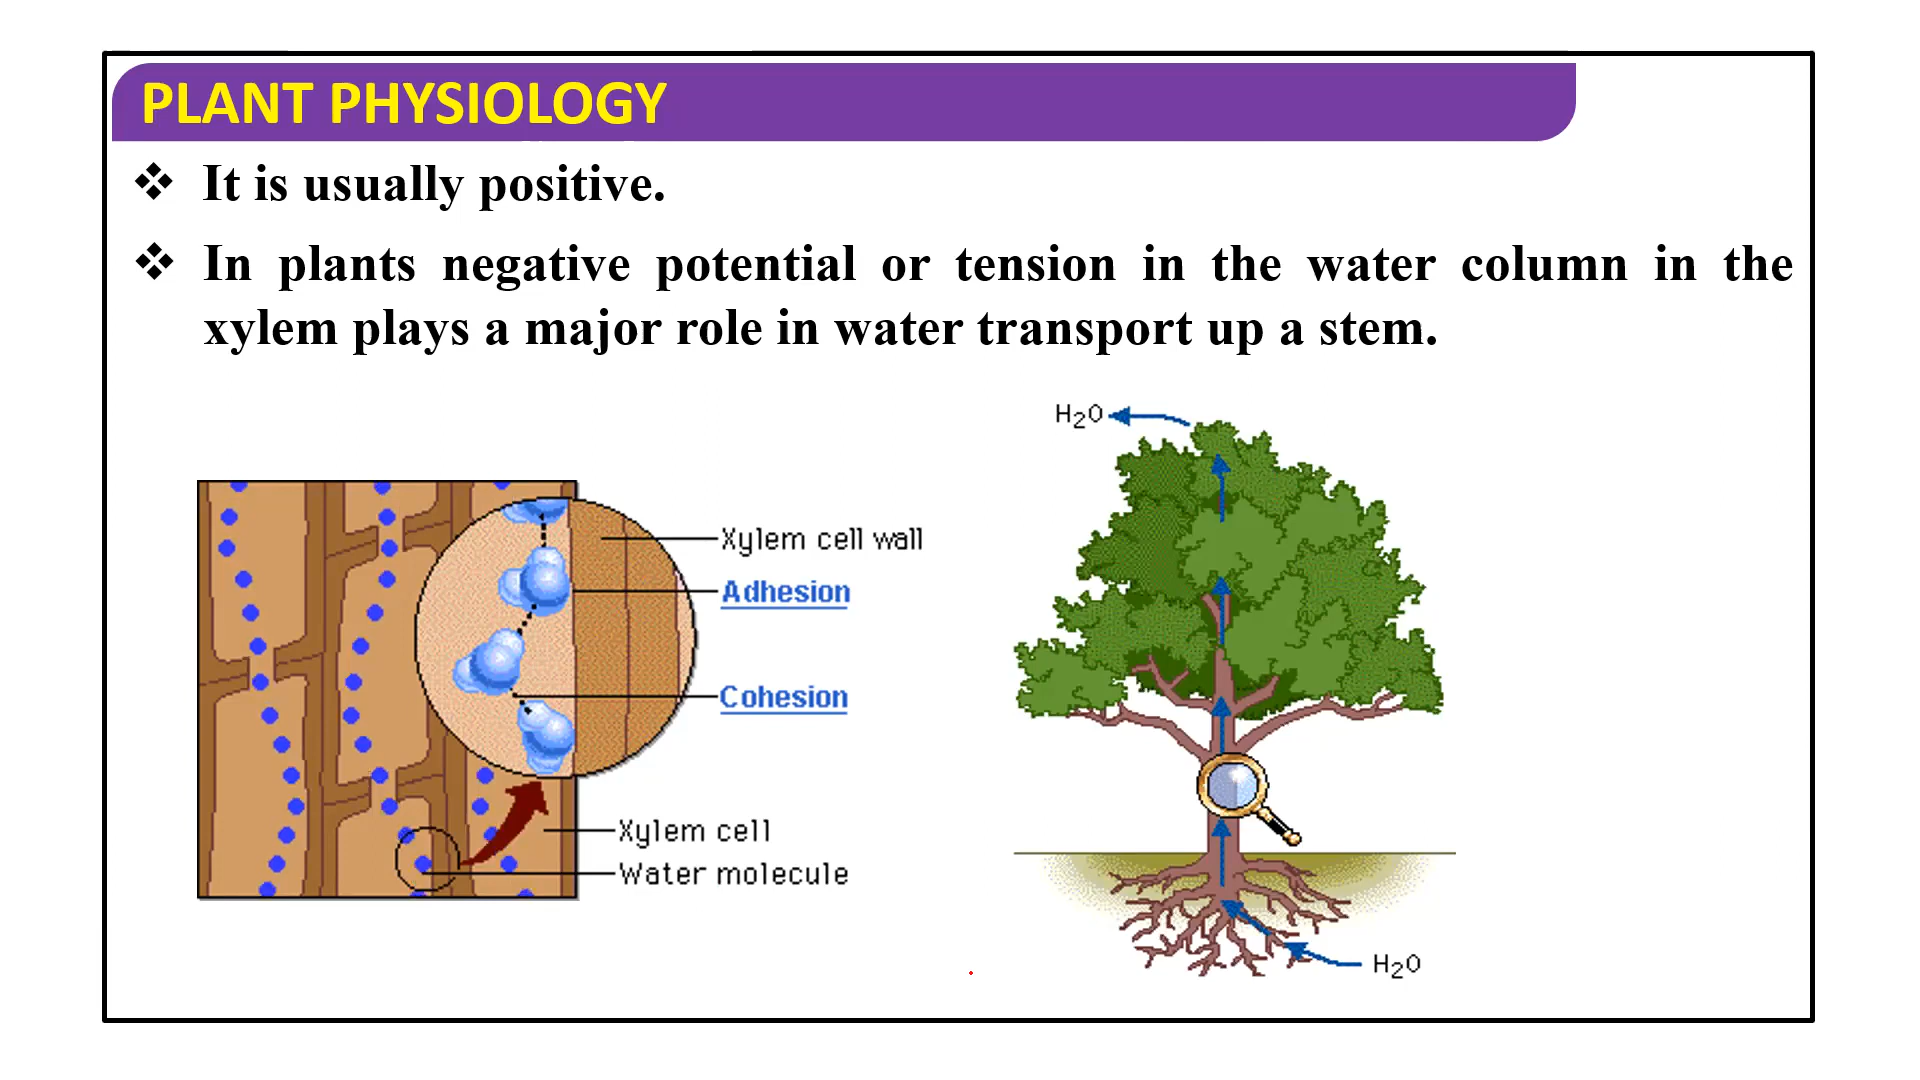 PLANT PHYSIOLOGY
❖ It is usually positive.
❖ In plants negative potential or tension in the water column in the
xylem plays a major role in water transport up a stem.
H2O
Xylem cell wall
Adhesion
Cohesion
Xylem cell
Water molecule
H2O